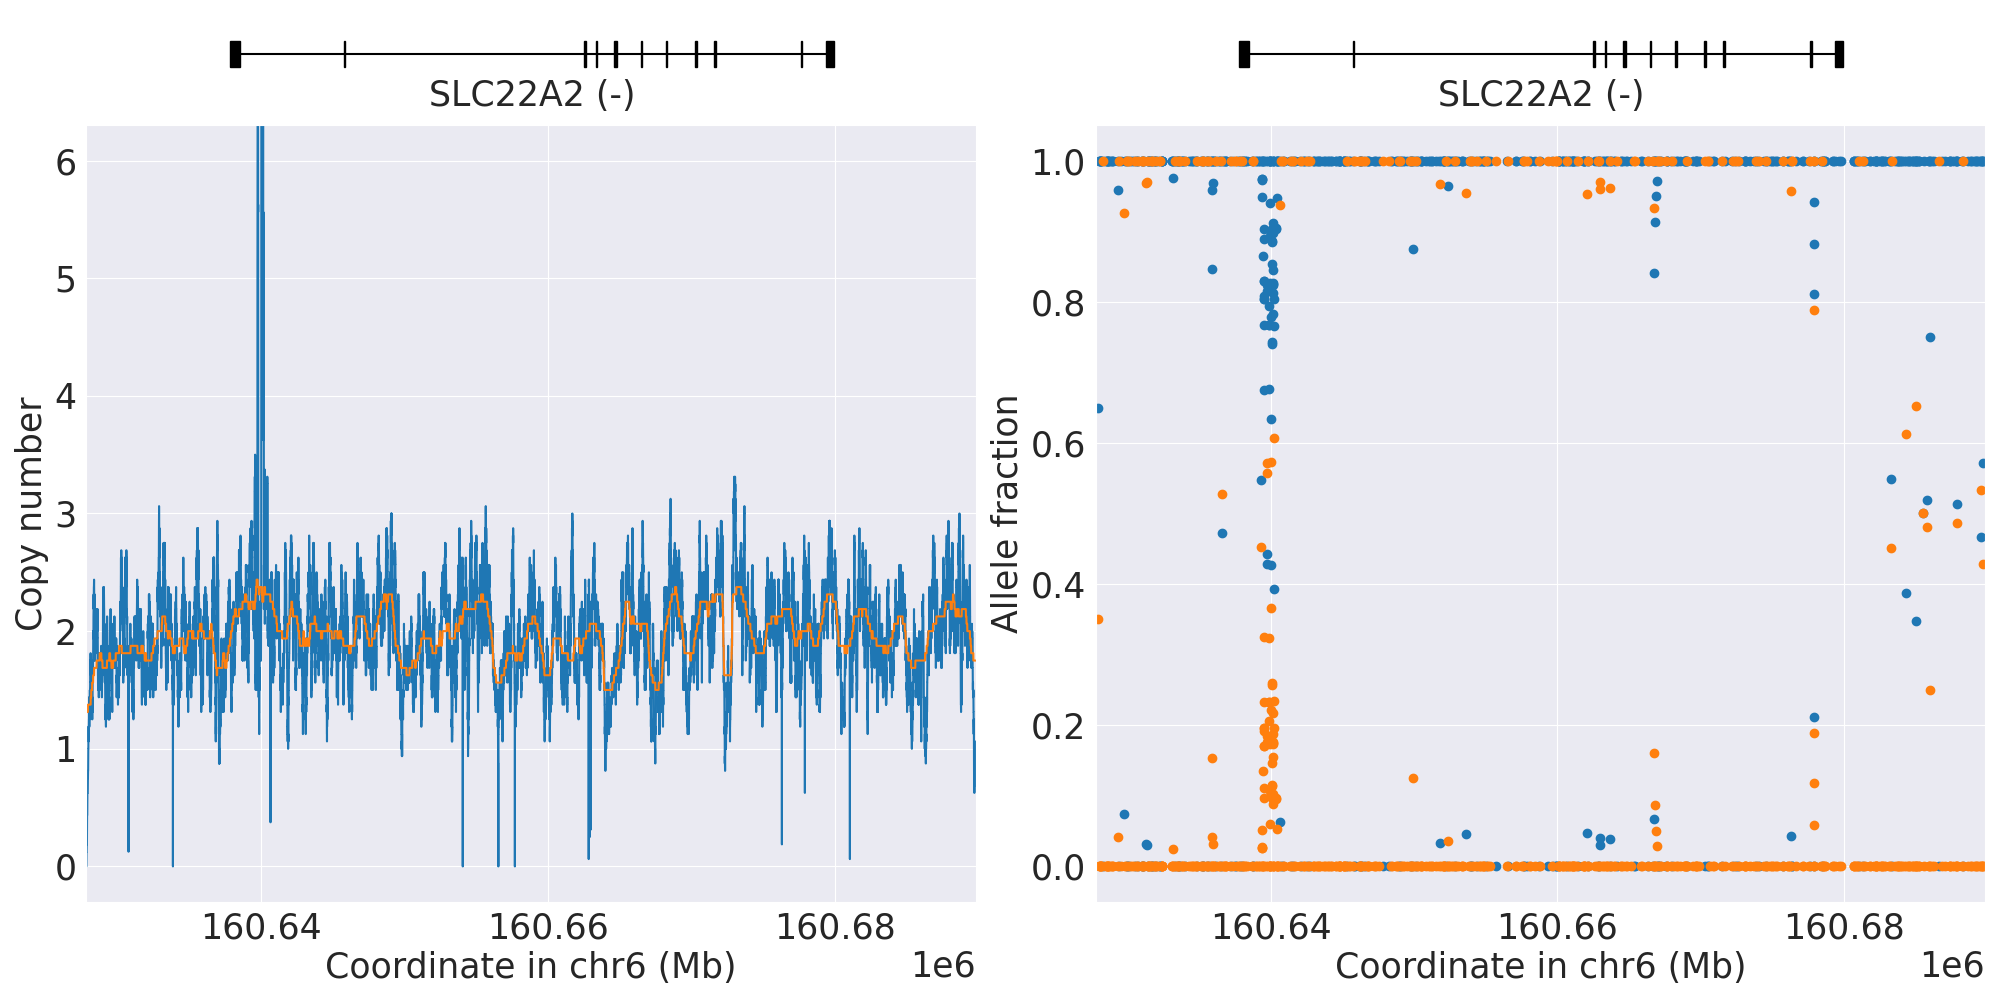 SLC22A2 (-)
6
5
4
3
2
1
0
Copy number
160.64 160.66 160.68
Coordinate in chr6 (Mb) 1e6
SLC22A2 (-)
1.0
0.8
0.6
0.4
0.2
0.0
Allele fraction
160.64 160.66 160.68
Coordinate in chr6 (Mb) 1e6